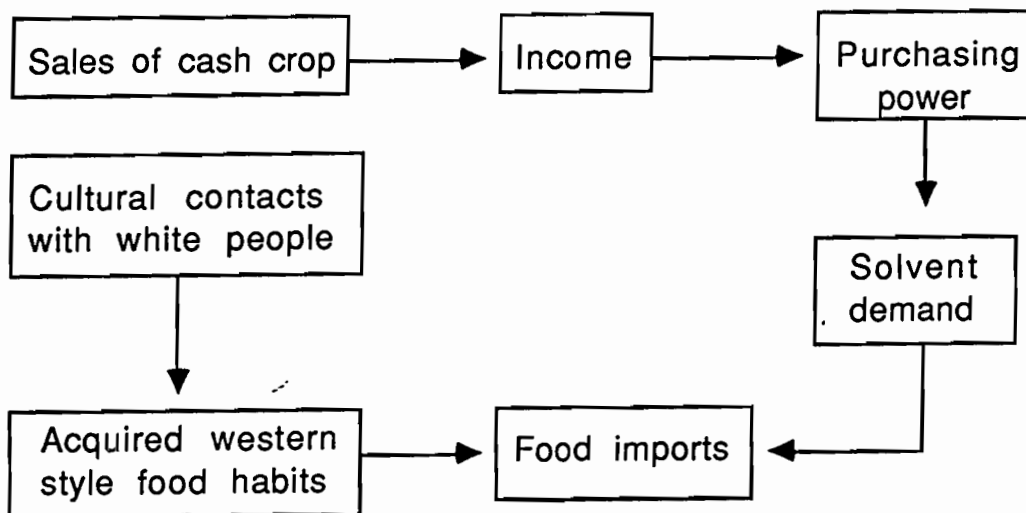 Sales of cash crop
Income
Purchasing
power
Cultural contacts
with white people
Solvent
demand
Acquired western
style food habits
Food imports